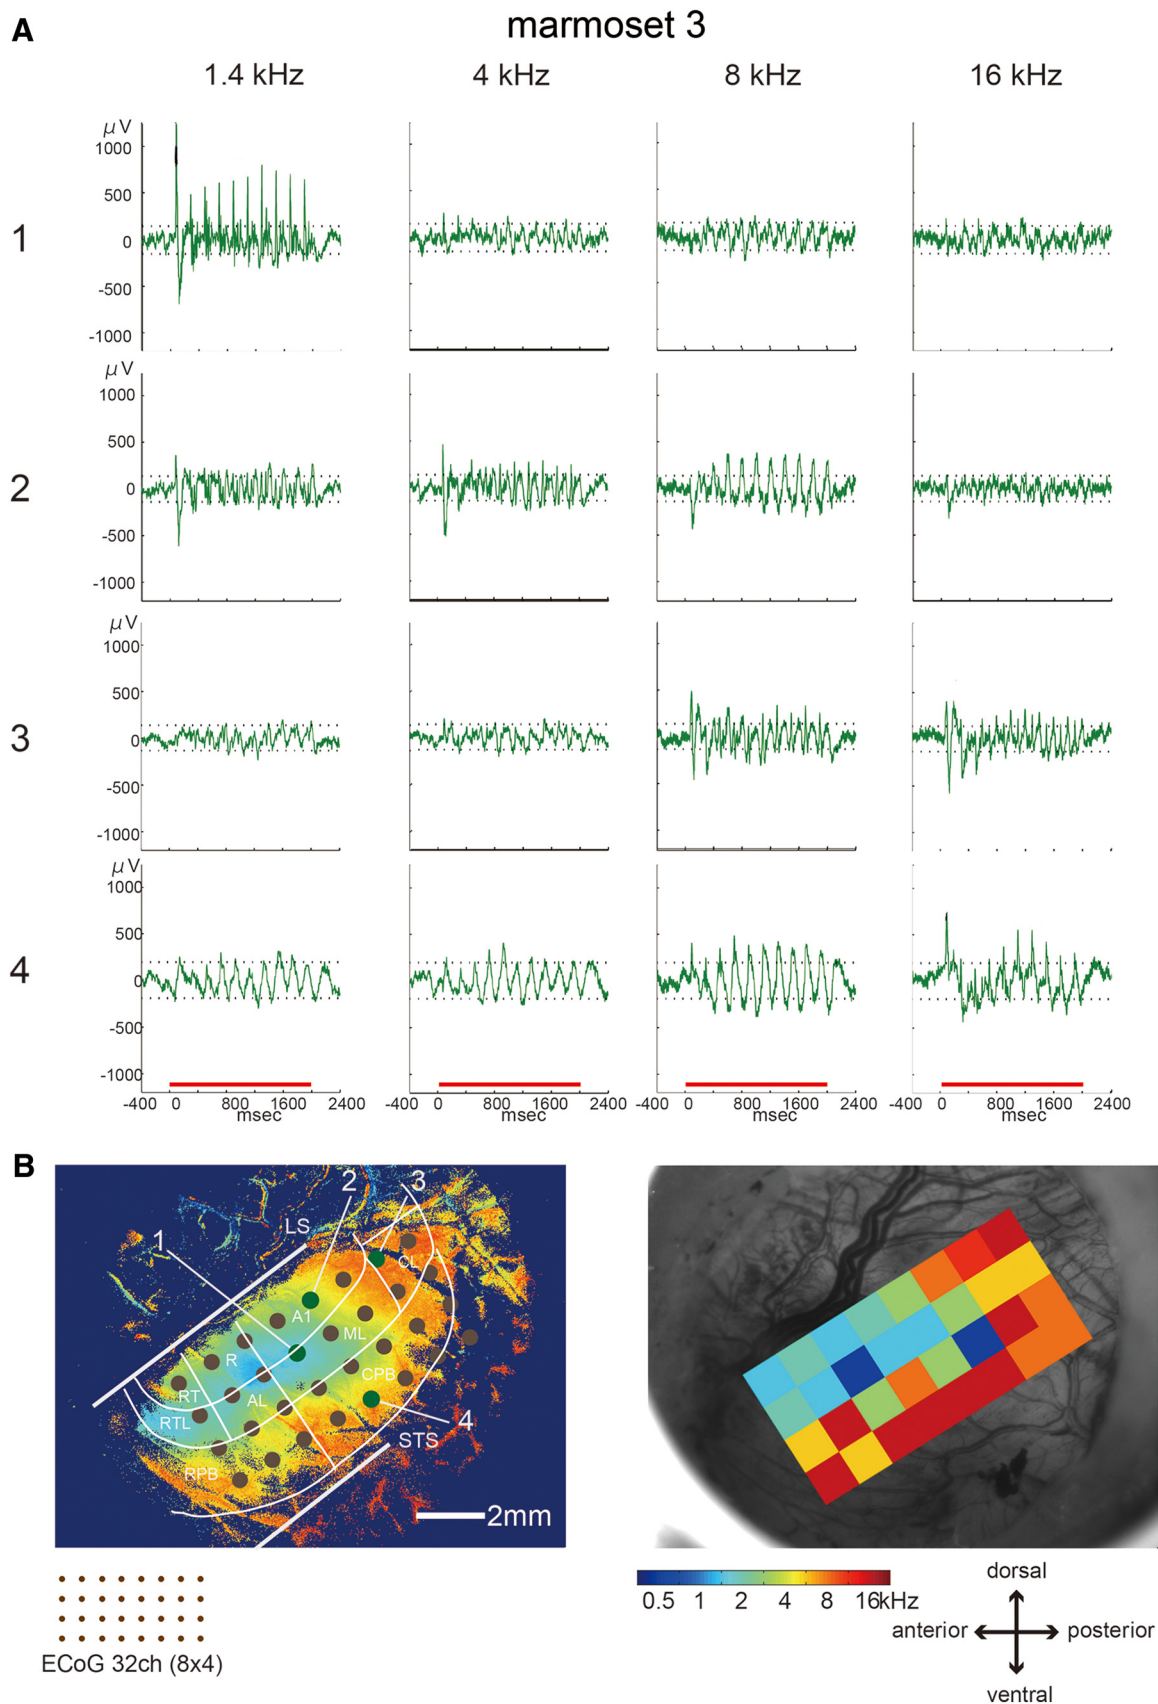 A
marmoset 3
1.4 kHz 4 kHz 8 kHz 16 kHz
μV
1000
500
1
0
-500
-1000
μV
1000
500
2
0
-500
-1000
μV
1000
500
3
0
-500
-1000
μV
1000
500
4
0
-500
-1000
-400 0 800 1600 2400 -400 0 800 1600 2400 -400 0 800 1600 2400 -400 0 800 1600 2400
msec msec msec msec
B
2 3
LS
1
CL
A1
ML
R
CPB
RT
AL
RTL
4
STS
RPB
2mm
ECoG 32ch (8x4)
0.5 1 2 4 8 16kHz
dorsal
anterior posterior
ventral